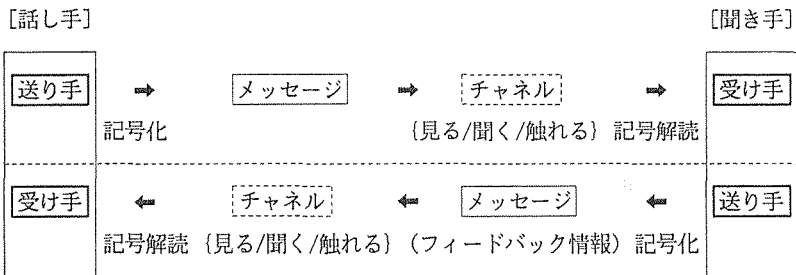 [話し手] [聞き手]
送り手 ➡ メッセージ ➡ チャネル ➡ 受け手
記号化 {見る/聞く/触れる} 記号解読
受け手 ⬅ チャネル ⬅ メッセージ ⬅ 送り手
記号解読 {見る/聞く/触れる} (フィードバック情報) 記号化